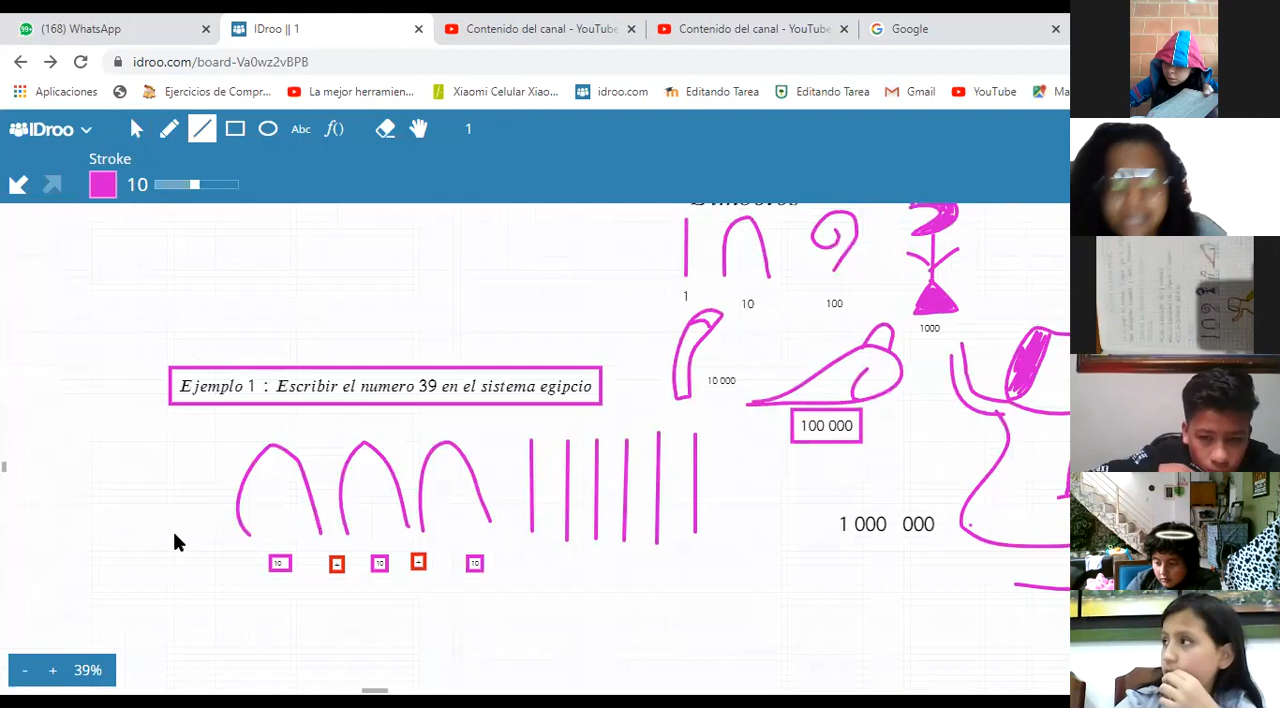 (168) WhatsApp
IDroo || 1
Contenido del canal - YouTube
Contenido del canal - YouTube
Google
idroo.com/board-Va0wz2vBPB
Aplicaciones
Ejercicios de Compr...
La mejor herramien...
Xiaomi Celular Xiao...
idroo.com
Editando Tarea
Editando Tarea
Gmail
YouTube
Ma
IDroo
Abc
f()
1
Stroke
10
1
10
100
1000
10 000
100 000
1 000 000
Ejemplo 1 : Escribir el numero 39 en el sistema egipcio
10
10
10
- + 39%